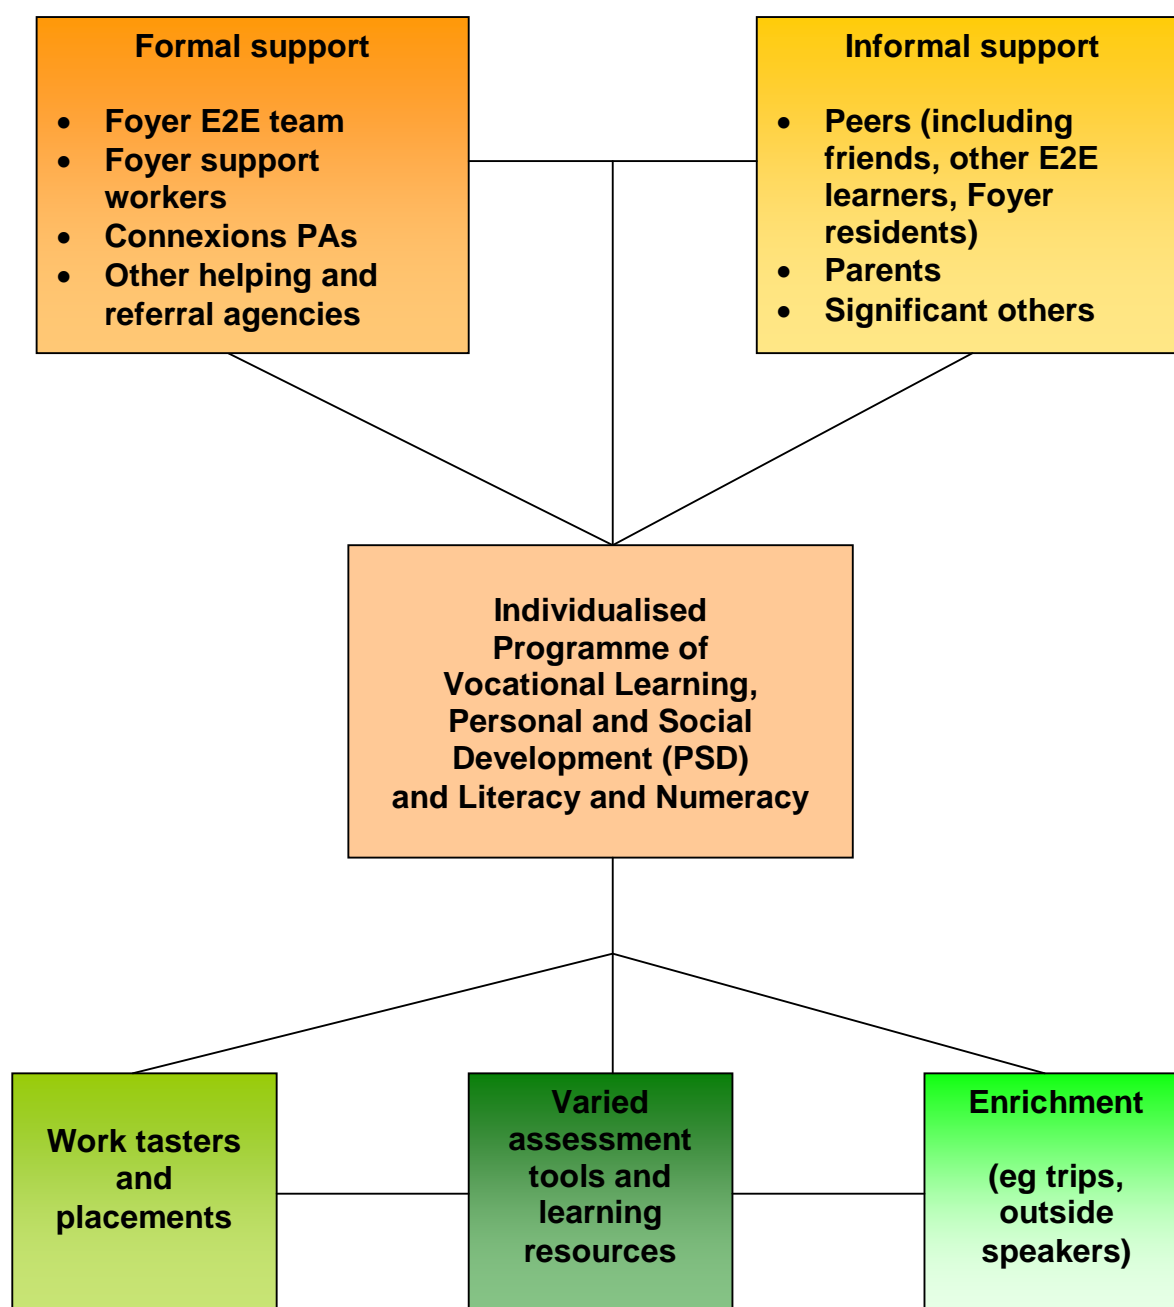 Formal support
• Foyer E2E team
• Foyer support
workers
• Connexions PAs
• Other helping and
referral agencies
Informal support
• Peers (including
friends, other E2E
learners, Foyer
residents)
• Parents
• Significant others
Individualised
Programme of
Vocational Learning,
Personal and Social
Development (PSD)
and Literacy and Numeracy
Work tasters
and
placements
Varied
assessment
tools and
learning
resources
Enrichment
(eg trips,
outside
speakers)